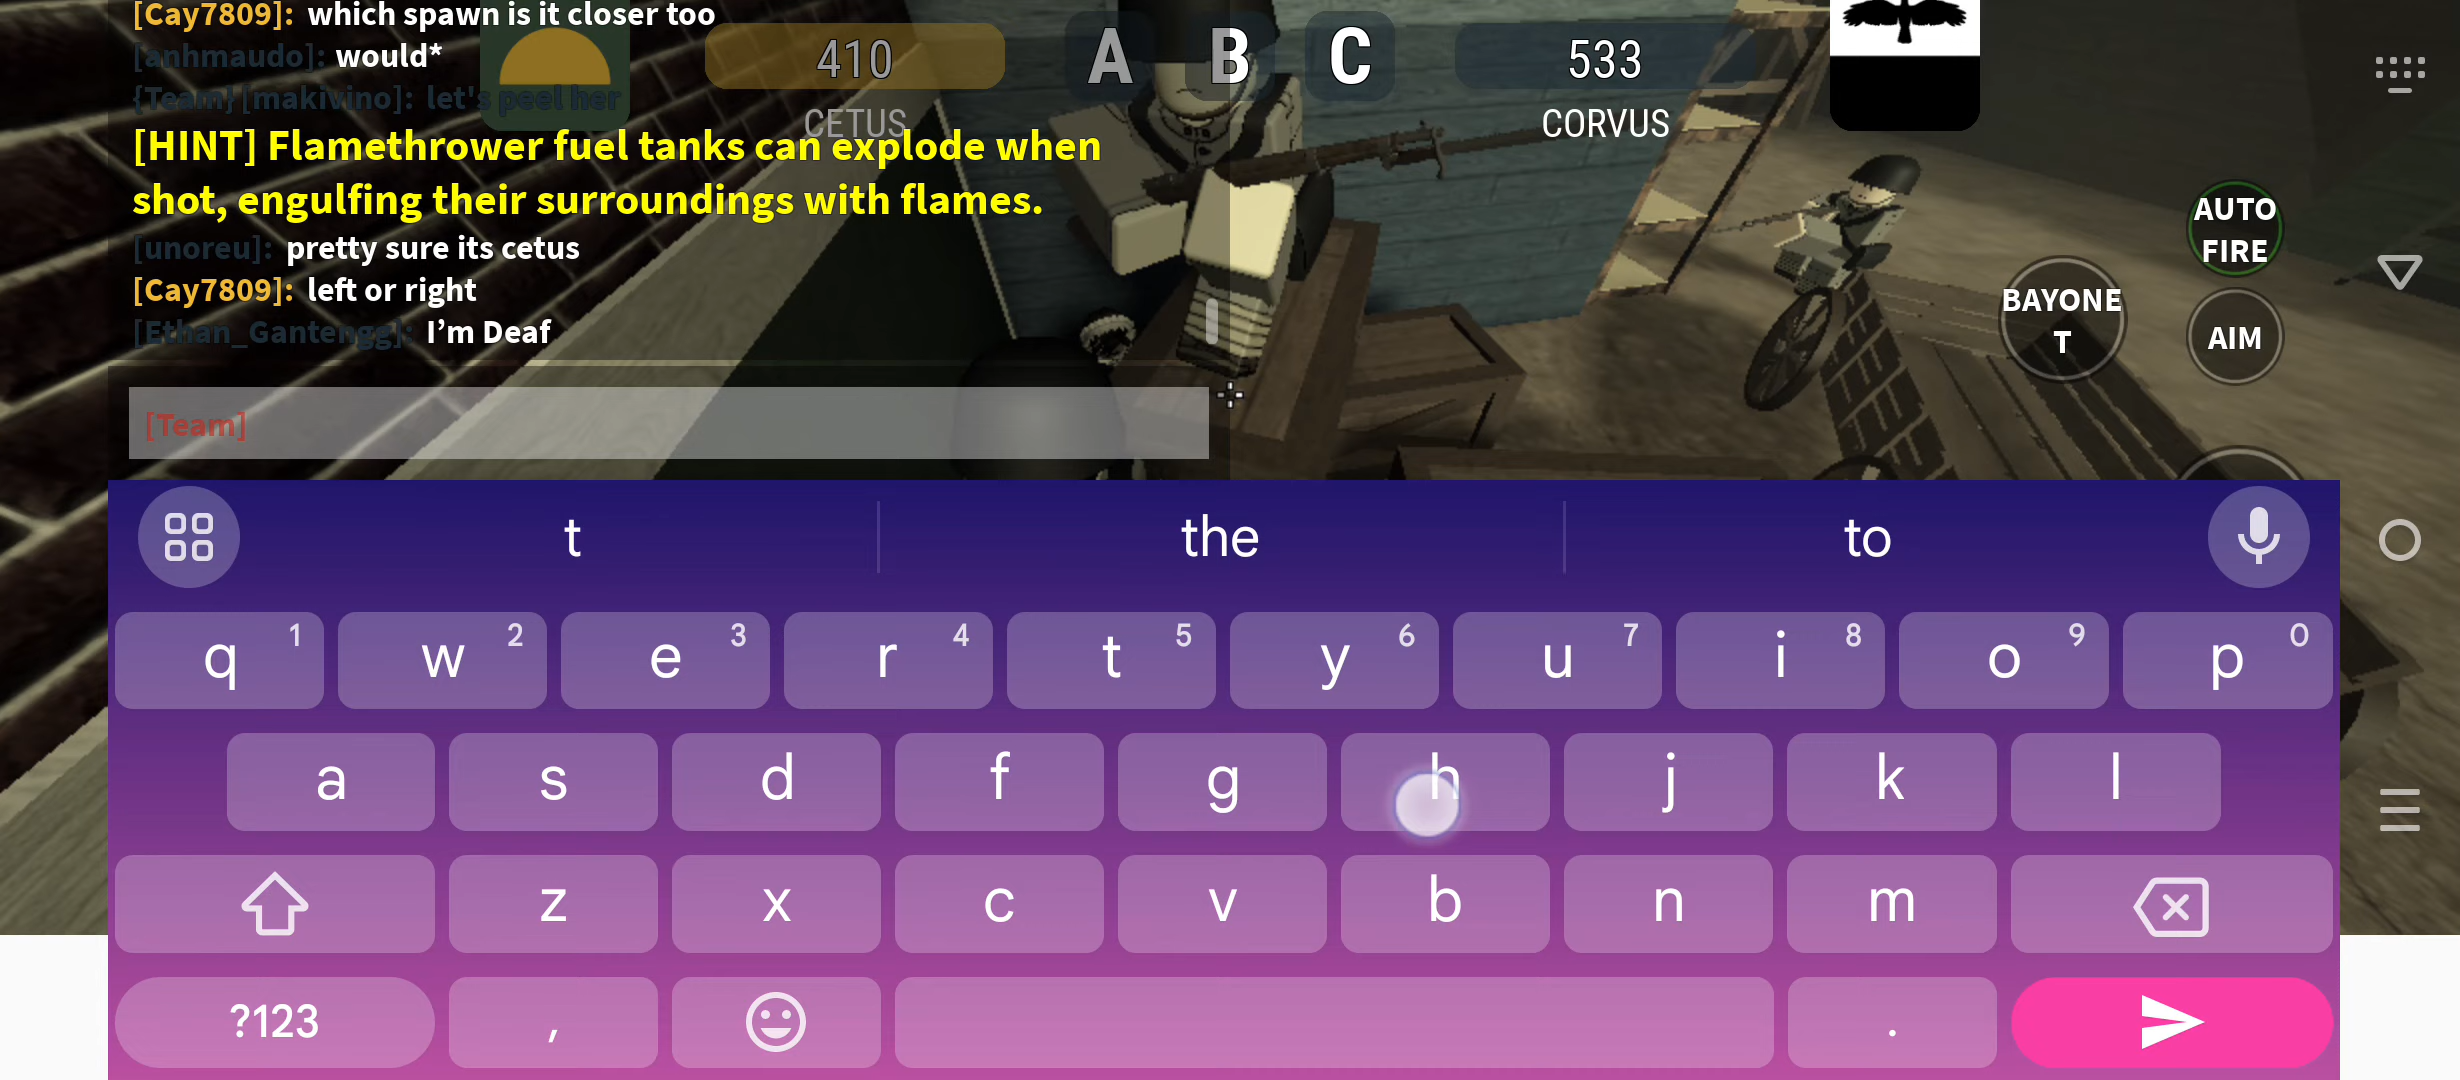 [Cay7809]: which spawn is it closer too
[anhmaudo]: would*
{Team} [makivino]: let's peel her
[HINT] Flamethrower fuel tanks can explode when
shot, engulfing their surroundings with flames.
[unoreu]: pretty sure its cetus
[Cay7809]: left or right
[Ethan_Gantengg]: I’m Deaf
[Team]
410
CETUS
A B C
533
CORVUS
AUTO
FIRE
BAYONE
T
AIM
t the to
q 1 w 2 e 3 r 4 t 5 y 6 u 7 i 8 o 9 p 0
a s d f g h j k l
z x c v b n m
?123 , .